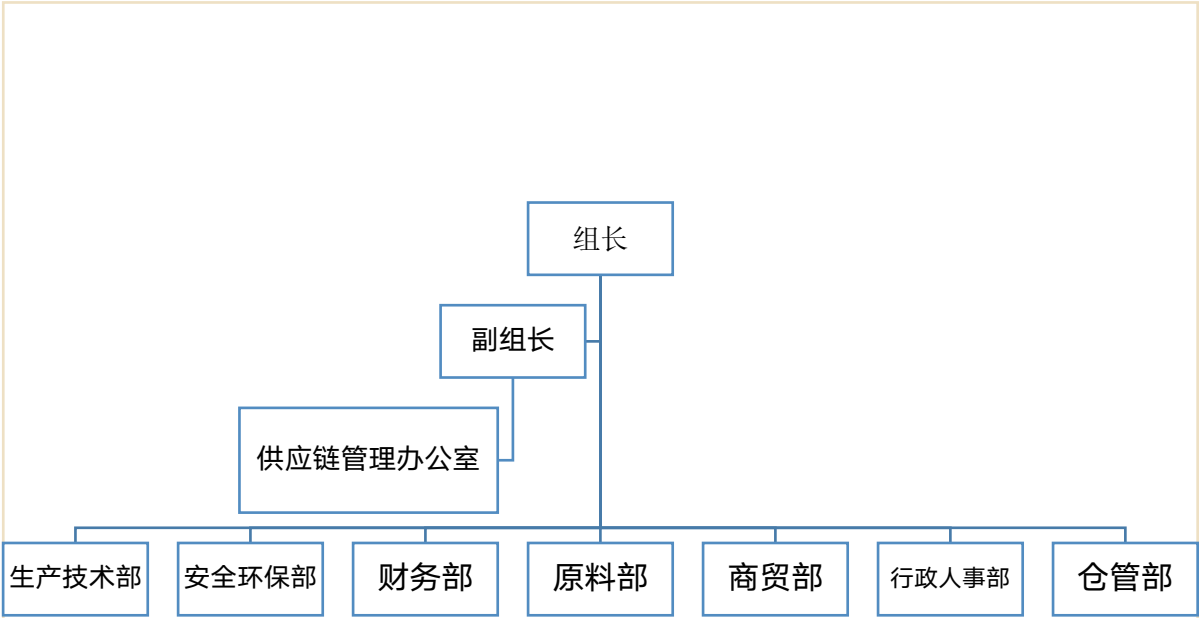 组长
副组长
供应链管理办公室
生产技术部
安全环保部
财务部
原料部
商贸部
行政人事部
仓管部